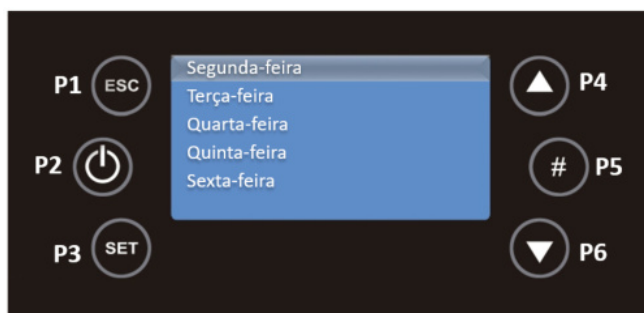 P1 ESC
P2
P3 SET
Segunda-feira
Terça-feira
Quarta-feira
Quinta-feira
Sexta-feira
P4
# P5
P6